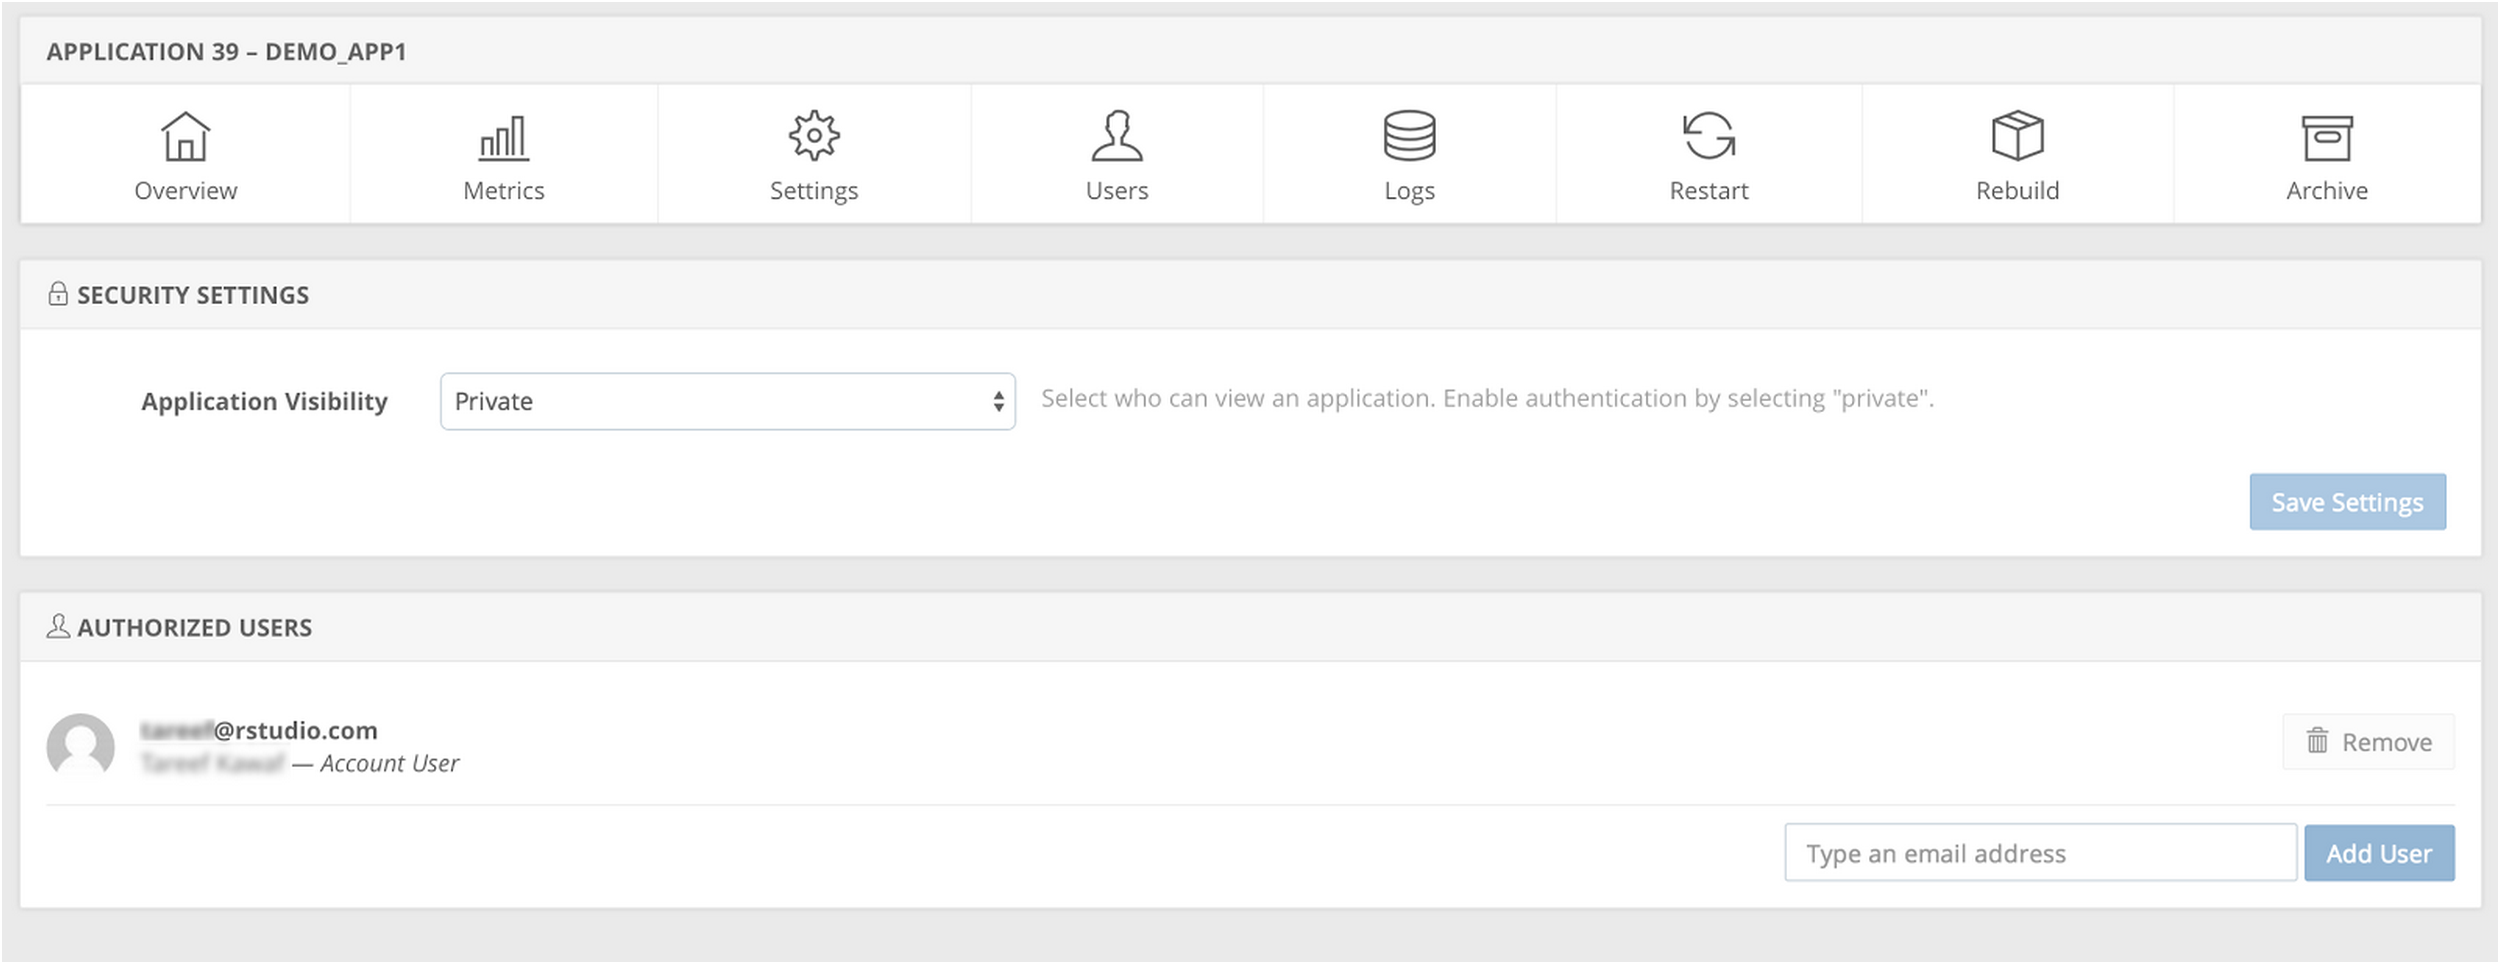 APPLICATION 39 – DEMO_APP1
Overview
Metrics
Settings
Users
Logs
Restart
Rebuild
Archive
SECURITY SETTINGS
Application Visibility
Private
Select who can view an application. Enable authentication by selecting "private".
Save Settings
AUTHORIZED USERS
@rstudio.com
— Account User
Remove
Type an email address
Add User